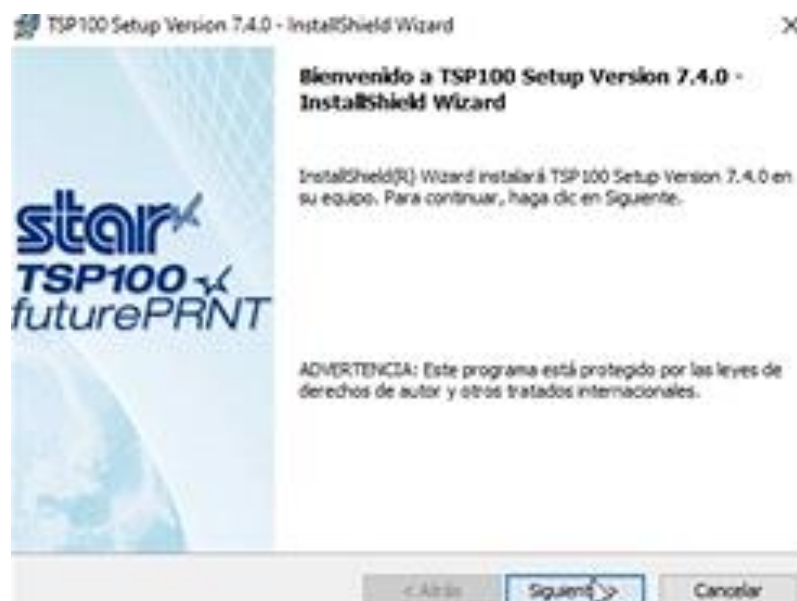 TSP100 Setup Version 7.4.0 - InstallShield Wizard
Bienvenido a TSP100 Setup Version 7.4.0 -
InstallShield Wizard
InstallShield(R) Wizard instalará TSP100 Setup Version 7.4.0 en
su equipo. Para continuar, haga clic en Siguiente.
star
TSP100
futurePRNT
ADVERTENCIA: Este programa está protegido por las leyes de
derechos de autor y otros tratados internacionales.
< Atrás
Siguiente >
Cancelar